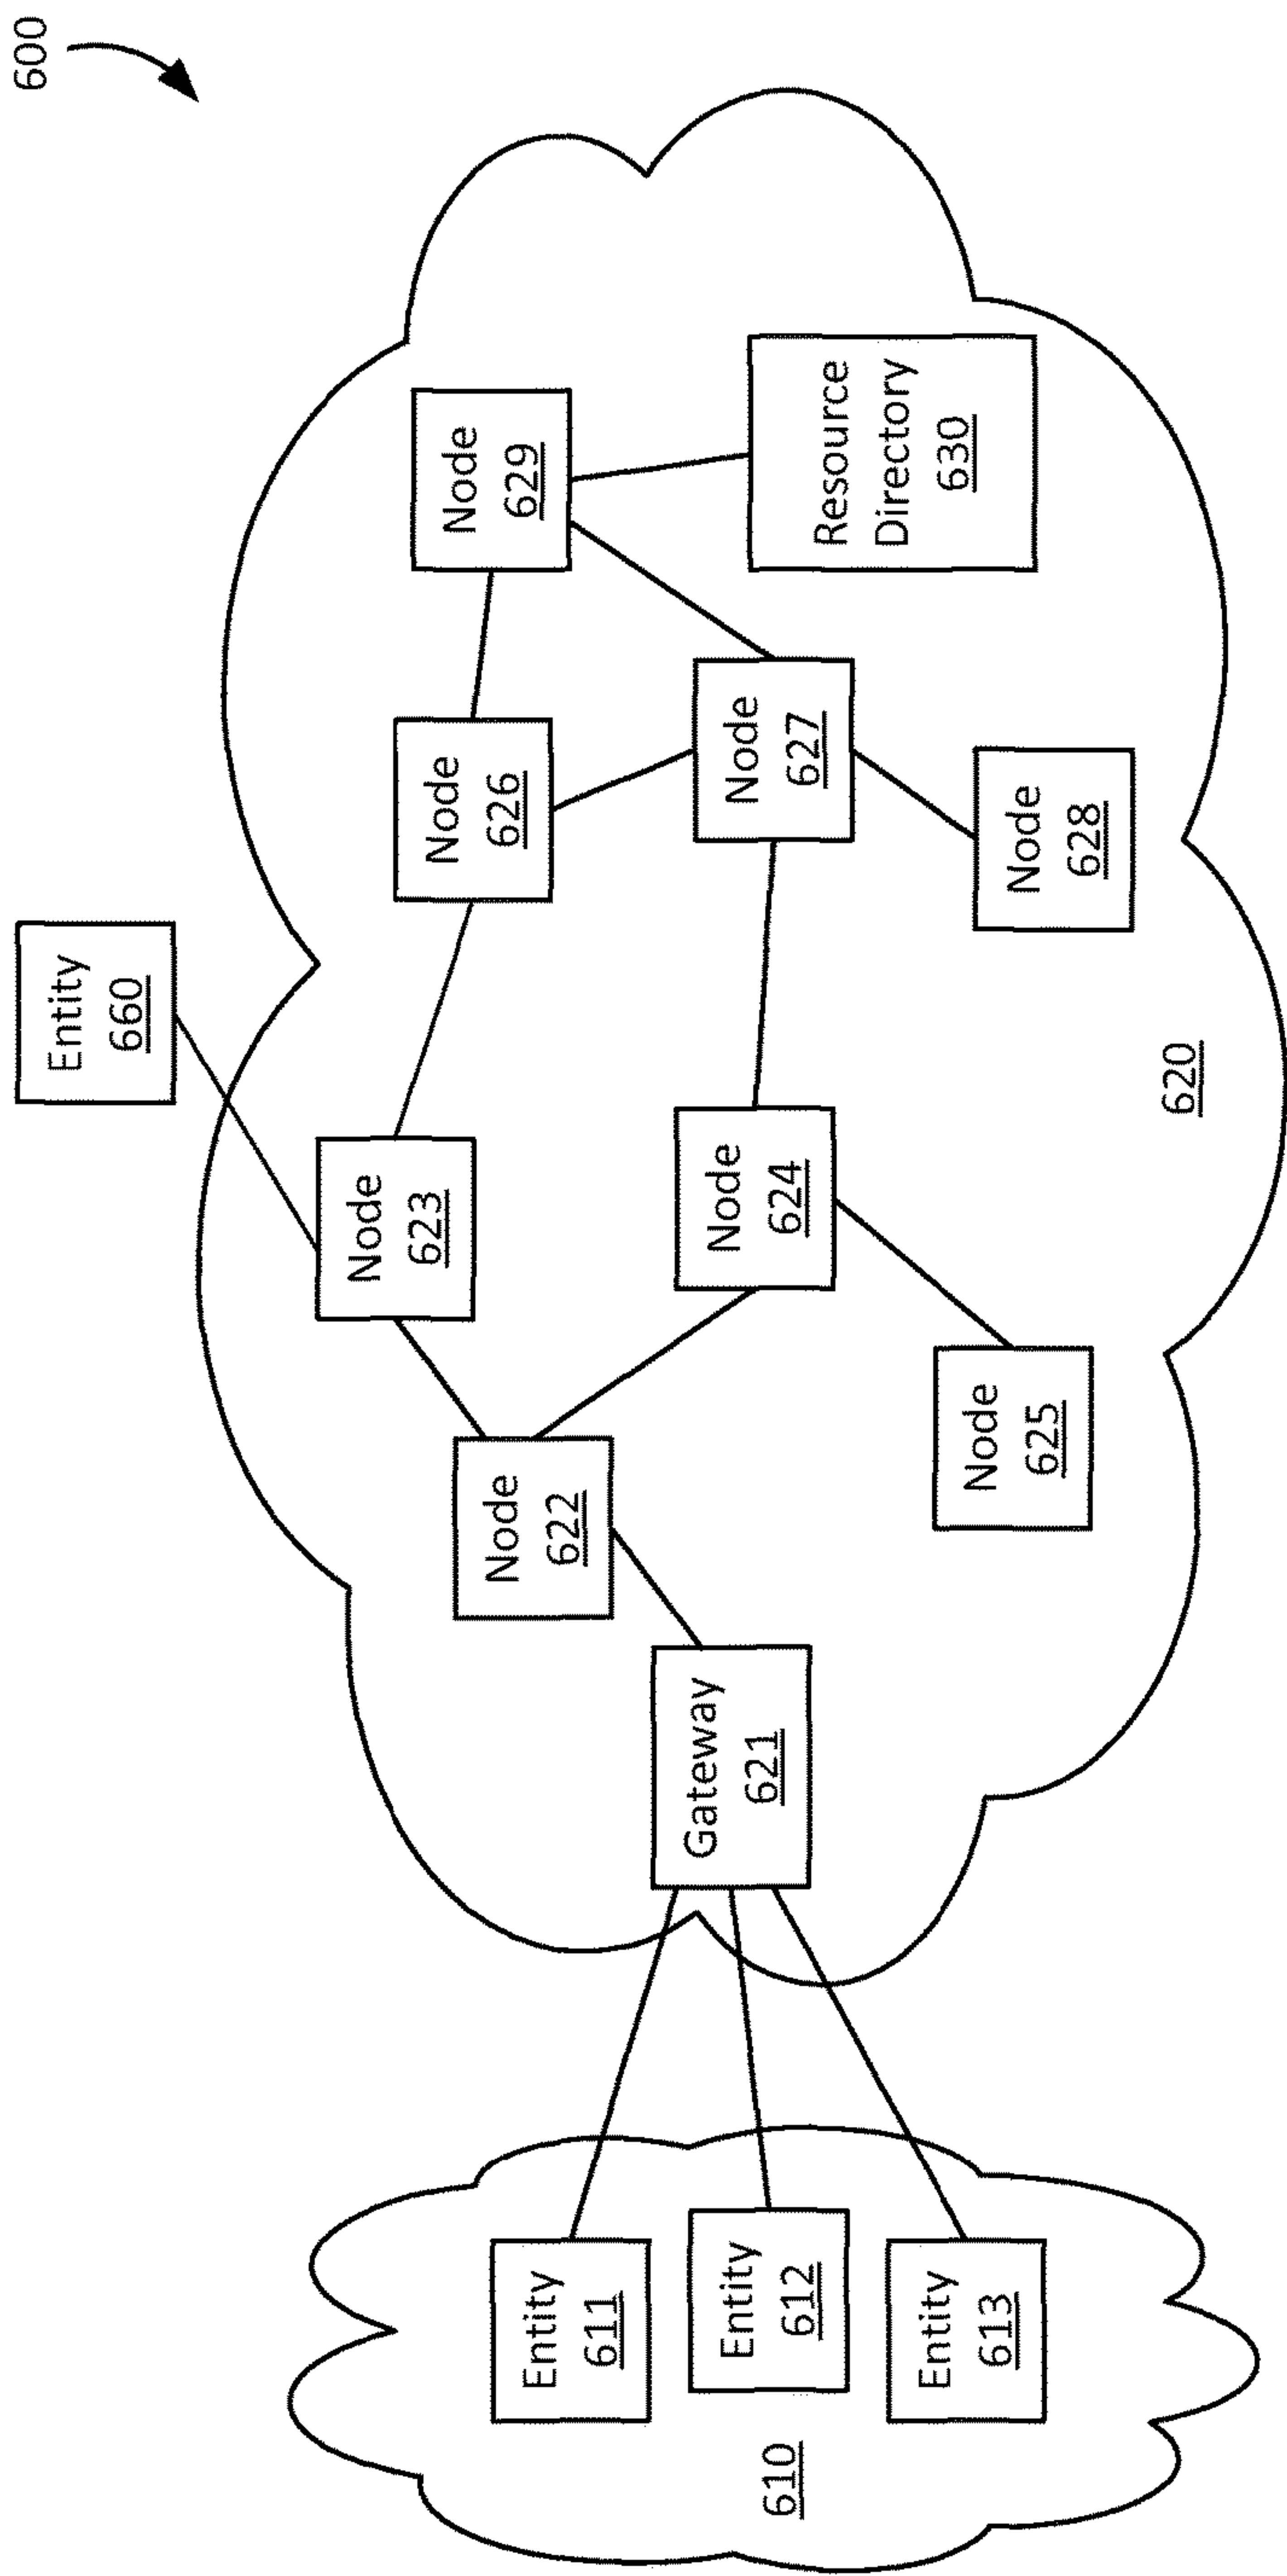 600
Entity
660
Node
629
Node
626
Node
623
Node
622
Resource
Directory
630
Node
627
Node
624
Gateway
621
Node
628
Node
625
620
Entity
611
Entity
612
Entity
613
610